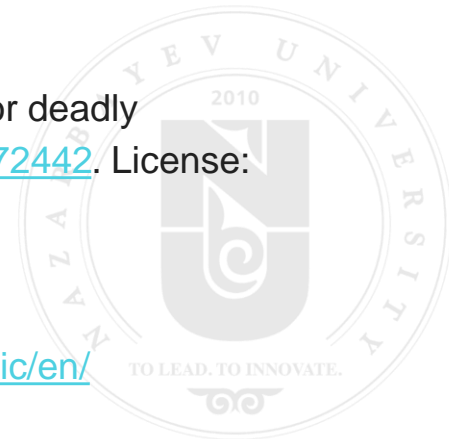 or deadly
72442. License:
ic/en/
NAZARBAYEV UNIVERSITY
2010
TO LEAD. TO INNOVATE.